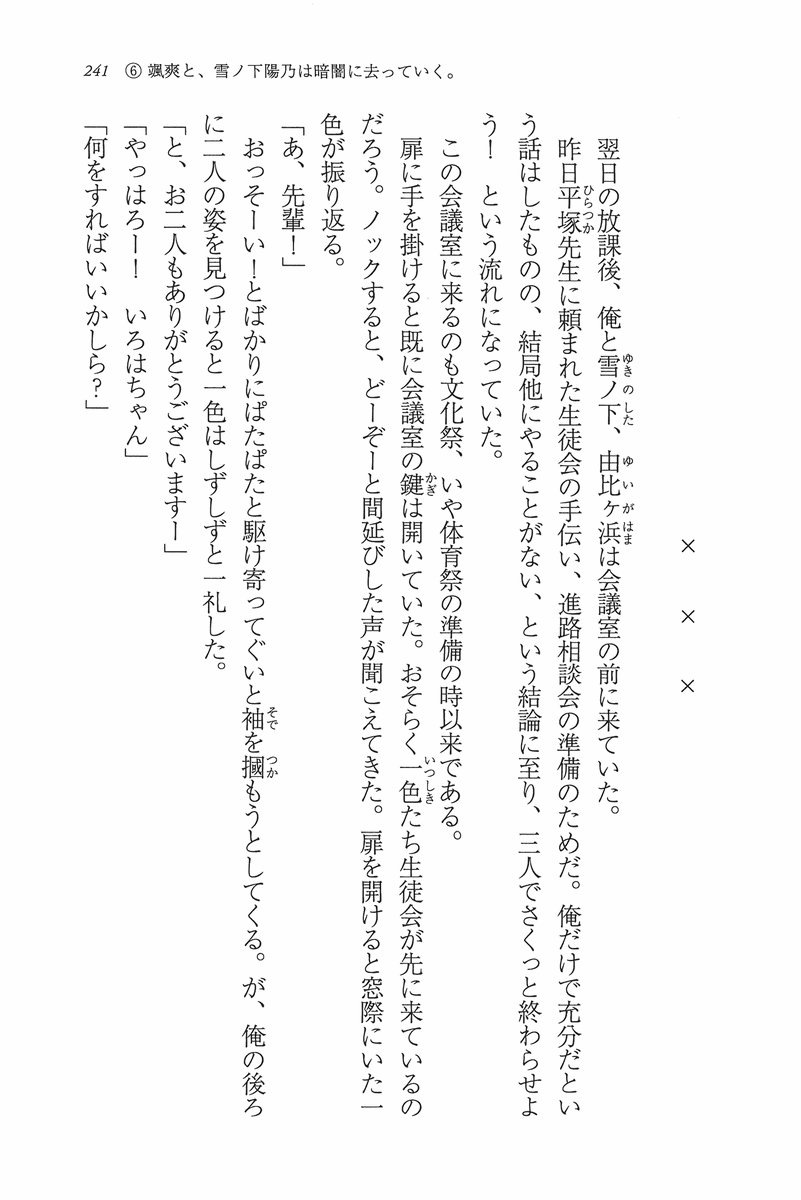 241 ⑥ 颯爽と、雪ノ下陽乃は暗闇に去っていく。
× × ×
翌日の放課後、俺と雪ノ下、由比ヶ浜は会議室の前に来ていた。
昨日平塚先生に頼まれた生徒会の手伝い、進路相談会の準備のためだ。俺だけで充分だとい
う話はしたものの、結局他にやることがない、という結論に至り、三人でさくっと終わらせよ
う！　という流れになっていた。
この会議室に来るのも文化祭、いや体育祭の準備の時以来である。
扉に手を掛けると既に会議室の鍵は開いていた。おそらく一色たち生徒会が先に来ているの
だろう。ノックすると、どーぞーと間延びした声が聞こえてきた。扉を開けると窓際にいた一
色が振り返る。
「あ、先輩！」
おっそーい！とばかりにぱたぱたと駆け寄ってぐいと袖を摑もうとしてくる。が、俺の後ろ
に二人の姿を見つけると一色はしずしずと一礼した。
「と、お二人もありがとうございますー」
「やっはろー！　いろはちゃん」
「何をすればいいかしら？」